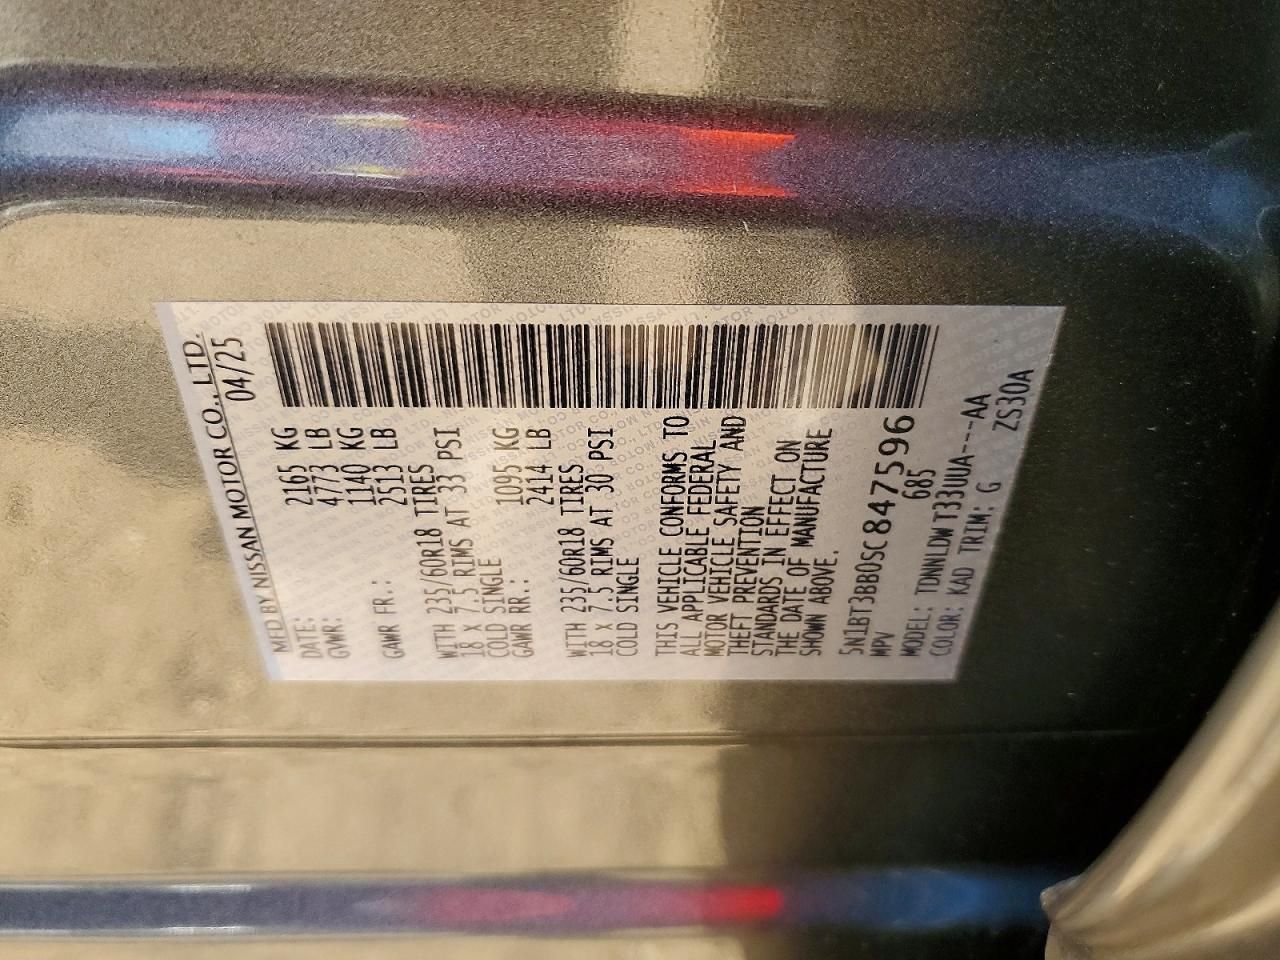 MFD.BY NISSAN MOTOR CO., LTD.
DATE: 04/25
GVWR: 2165 KG
4773 LB
GAWR FR.: 1140 KG
2513 LB
WITH 235/60R18 TIRES
18 X 7.5 RIMS AT 33 PSI
COLD SINGLE
GAWR RR.: 1095 KG
2414 LB
WITH 235/60R18 TIRES
18 X 7.5 RIMS AT 30 PSI
COLD SINGLE
THIS VEHICLE CONFORMS TO
ALL APPLICABLE FEDERAL
MOTOR VEHICLE SAFETY AND
THEFT PREVENTION
STANDARDS IN EFFECT ON
THE DATE OF MANUFACTURE
SHOWN ABOVE.
5N1BT3BB0SC847596
MPV 685
MODEL: TDNNLDWT33UUA---AA
COLOR: KAD TRIM: G ZS30A